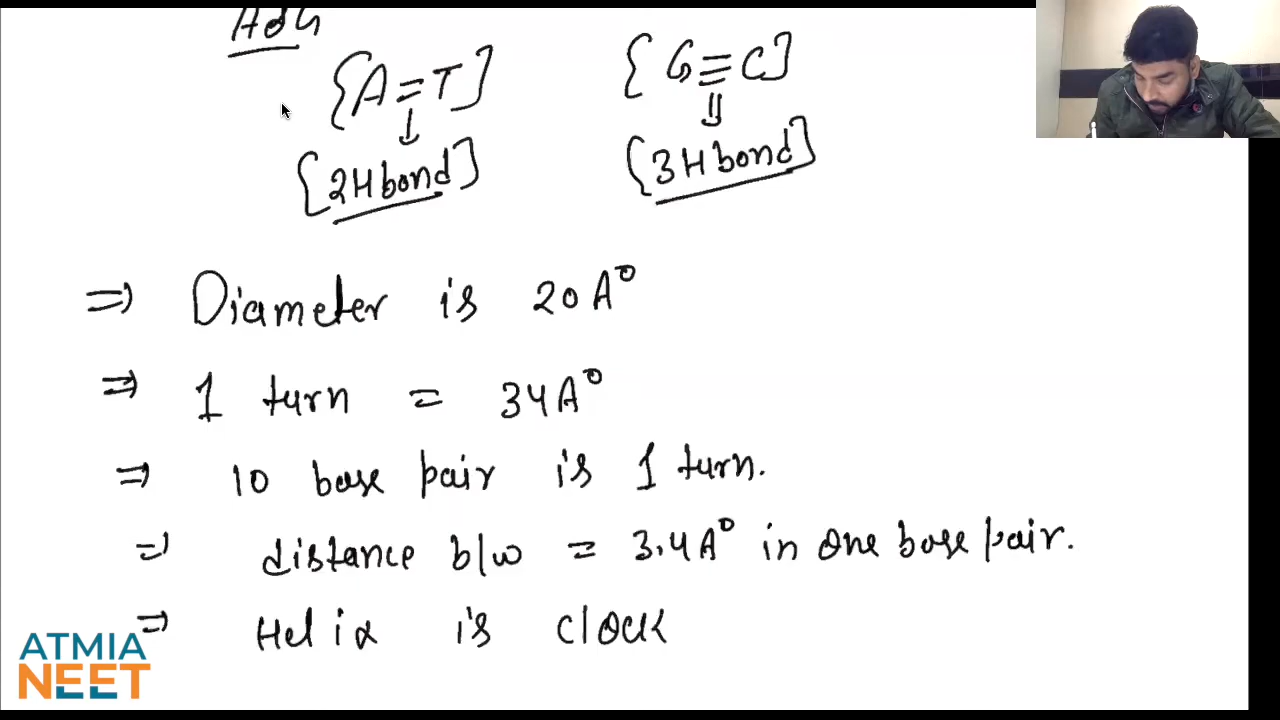 {A=T} {G≡C}
{2H bond} {3H bond}
⇒ Diameter is 20A°
⇒ 1 turn = 34A°
⇒ 10 base pair is 1 turn.
⇒ distance b/w = 3.4A° in one base pair.
⇒ Helix is clock
ATMIA
NEET